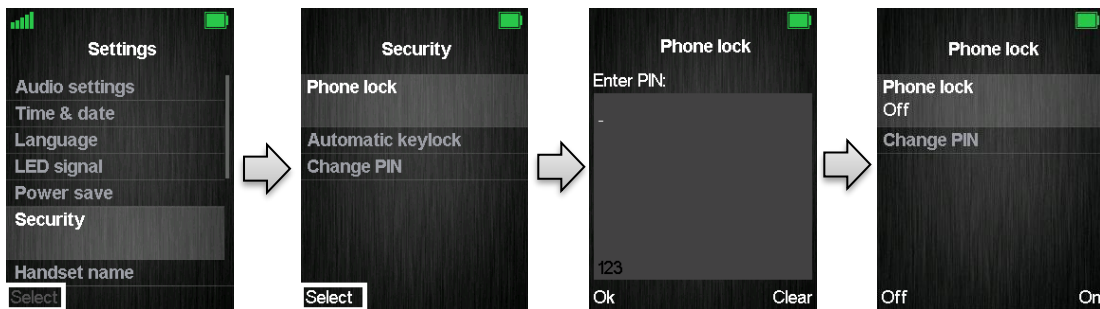 Settings
Audio settings
Time & date
Language
LED signal
Power save
Security
Handset name
Select
Security
Phone lock
Automatic keylock
Change PIN
Select
Phone lock
Enter PIN:
-
123
Ok Clear
Phone lock
Phone lock
Off
Change PIN
Off On